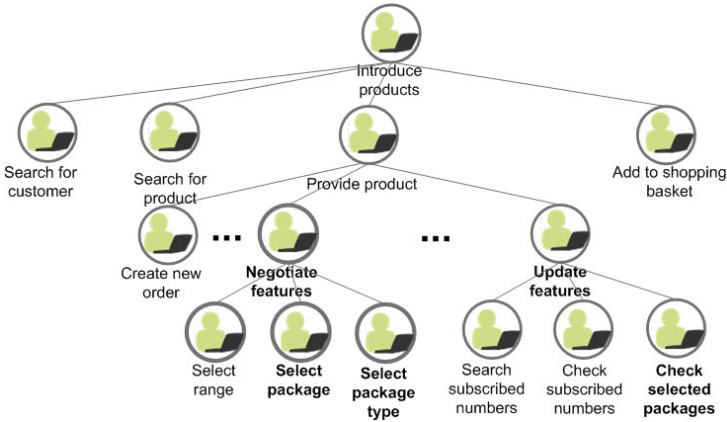 Introduce
products
Search for
customer
Search for
product
Provide product
Add to shopping
basket
Create new
order
...
Negotiate
features
...
Update
features
Select
range
Select
package
Select
package
type
Search
subscribed
numbers
Check
subscribed
numbers
Check
selected
packages